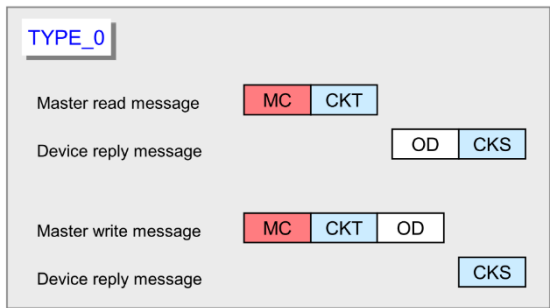 TYPE_0
Master read message MC CKT
Device reply message OD CKS
Master write message MC CKT OD
Device reply message CKS